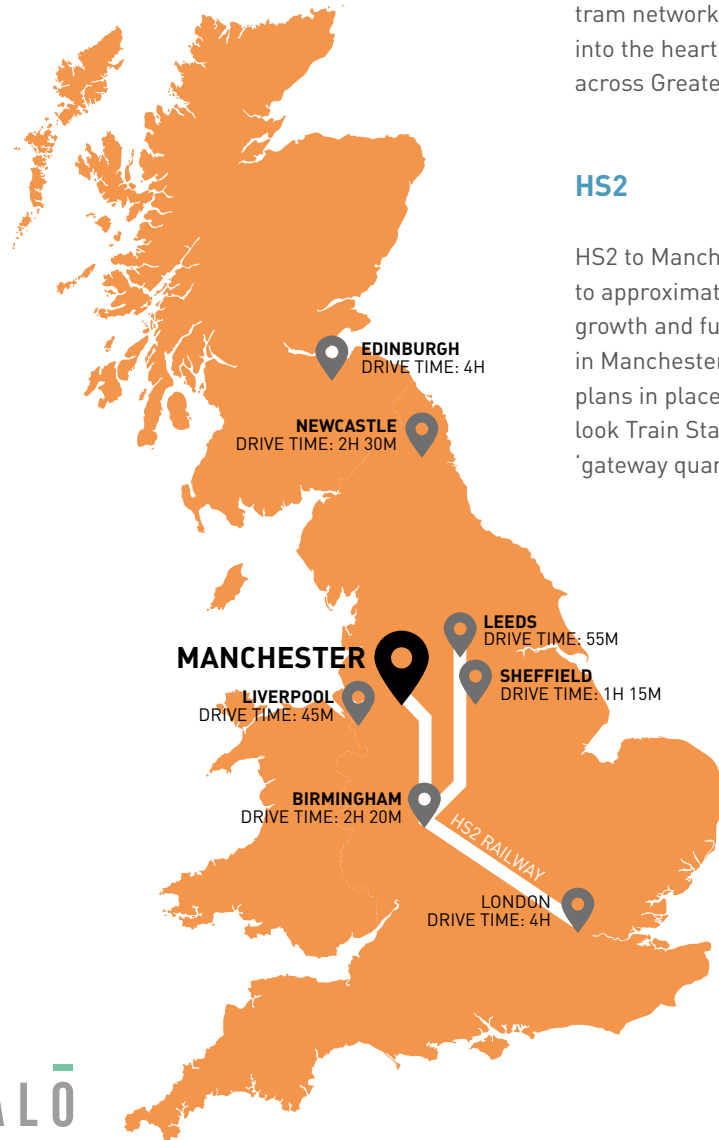 tram network
into the heart
across Greate
HS2
HS2 to Manch
to approximat
growth and fu
in Manchester
plans in place
look Train Sta
‘gateway quar
EDINBURGH
DRIVE TIME: 4H
NEWCASTLE
DRIVE TIME: 2H 30M
LEEDS
DRIVE TIME: 55M
MANCHESTER
SHEFFIELD
DRIVE TIME: 1H 15M
LIVERPOOL
DRIVE TIME: 45M
BIRMINGHAM
DRIVE TIME: 2H 20M
HS2 RAILWAY
LONDON
DRIVE TIME: 4H
ALŌ